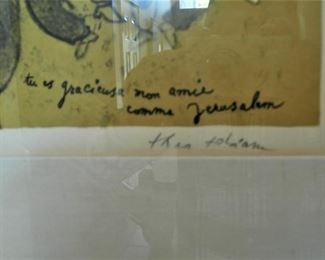 tu es gracieuse mon amie
comme Jerusalem
theo tobiasse